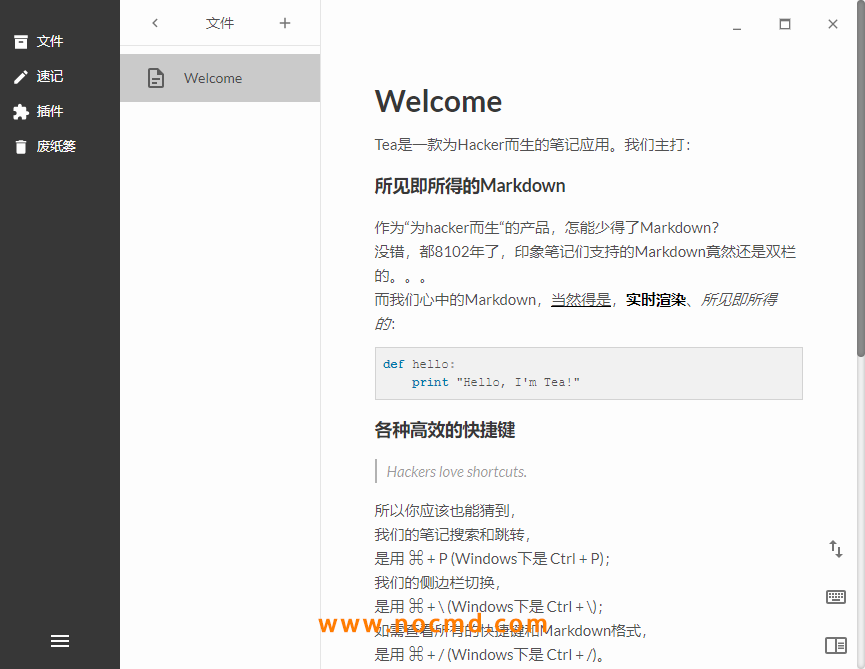 文件
速记
插件
废纸篓
文件
Welcome
Welcome
Tea是一款为Hacker而生的笔记应用。我们主打：
所见即所得的Markdown
作为“为hacker而生“的产品，怎能少得了Markdown？
没错，都8102年了，印象笔记们支持的Markdown竟然还是双栏
的。。。
而我们心中的Markdown，当然得是，实时渲染、所见即所得
的：
def hello:
print "Hello, I'm Tea!"
各种高效的快捷键
Hackers love shortcuts.
所以你应该也能猜到，
我们的笔记搜索和跳转，
是用 ⌘ + P (Windows下是 Ctrl + P)；
我们的侧边栏切换，
是用 ⌘ + \ (Windows下是 Ctrl + \)；
www.pocmd.com
如需查看所有的快捷键和Markdown格式，
是用 ⌘ + / (Windows下是 Ctrl + /)。